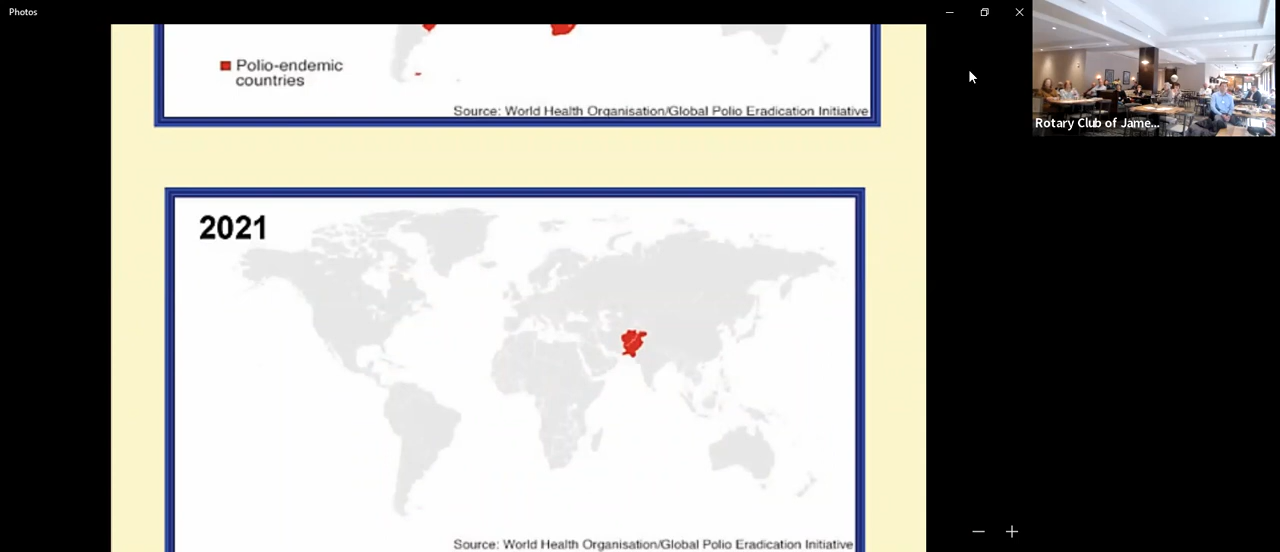 Photos
Polio-endemic
countries
Source: World Health Organisation/Global Polio Eradication Initiative
Rotary Club of Jame...
2021
Source: World Health Organisation/Global Polio Eradication Initiative